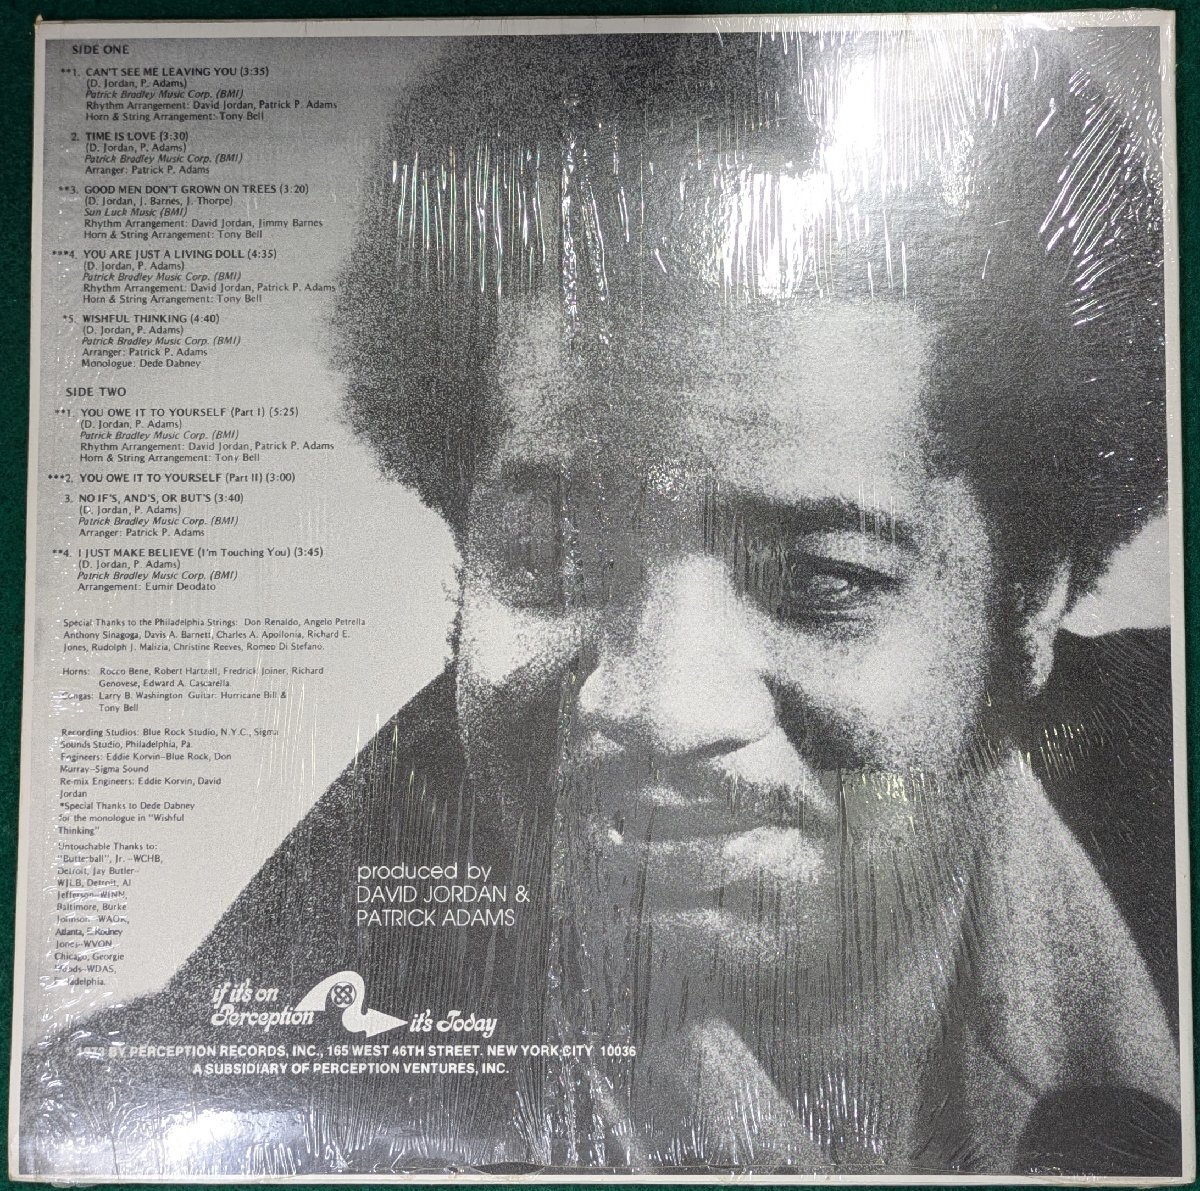 SIDE ONE
**1. CAN'T SEE ME LEAVING YOU (3:35)
(D. Jordan, P. Adams)
Patrick Bradley Music Corp. (BMI)
Rhythm Arrangement: David Jordan, Patrick P. Adams
Horn & String Arrangement: Tony Bell
2. TIME IS LOVE (3:30)
(D. Jordan, P. Adams)
Patrick Bradley Music Corp. (BMI)
Arranger: Patrick P. Adams
**3. GOOD MEN DON'T GROWN ON TREES (3:20)
(D. Jordan, J. Barnes, J. Thorpe)
Sun Luck Music (BMI)
Rhythm Arrangement: David Jordan, Jimmy Barnes
Horn & String Arrangement: Tony Bell
***4. YOU ARE JUST A LIVING DOLL (4:35)
(D. Jordan, P. Adams)
Patrick Bradley Music Corp. (BMI)
Rhythm Arrangement: David Jordan, Patrick P. Adams
Horn & String Arrangement: Tony Bell
*5. WISHFUL THINKING (4:40)
(D. Jordan, P. Adams)
Patrick Bradley Music Corp. (BMI)
Arranger: Patrick P. Adams
Monologue: Dede Dabney
SIDE TWO
**1. YOU OWE IT TO YOURSELF (Part I) (5:25)
(D. Jordan, P. Adams)
Patrick Bradley Music Corp. (BMI)
Rhythm Arrangement: David Jordan, Patrick P. Adams
Horn & String Arrangement: Tony Bell
***2. YOU OWE IT TO YOURSELF (Part II) (3:00)
3. NO IF'S, AND'S, OR BUT'S (3:40)
(D. Jordan, P. Adams)
Patrick Bradley Music Corp. (BMI)
Arranger: Patrick P. Adams
**4. I JUST MAKE BELIEVE (I'm Touching You) (3:45)
(D. Jordan, P. Adams)
Patrick Bradley Music Corp. (BMI)
Arrangement: Eumir Deodato
Special Thanks to the Philadelphia Strings: Don Renaldo, Angelo Petrella
Anthony Sinagoga, Davis A. Barnett, Charles A. Apollonia, Richard E.
Jones, Rudolph J. Malizia, Christine Reeves, Romeo Di Stefano.
Horns: Rocco Bene, Robert Hartzell, Fredrick Joiner, Richard
Genovese, Edward A. Cascarella
Congas: Larry B. Washington Guitar: Hurricane Bill &
Tony Bell
Recording Studios: Blue Rock Studio, N.Y.C., Sigma
Sounds Studio, Philadelphia, Pa.
Engineers: Eddie Korvin-Blue Rock, Don
Murray-Sigma Sound
Re-mix Engineers: Eddie Korvin, David
Jordan
*Special Thanks to Dede Dabney
for the monologue in "Wishful
Thinking"
Untouchable Thanks to:
"Butterball", Jr.-WCHB,
Detroit, Jay Butler-
WJLB, Detroit, Al
Jefferson-WINN,
Baltimore, Burke
Johnson-WAOK,
Atlanta, E. Rodney
Jones-WVON,
Chicago, Georgie
Woods-WDAS,
Philadelphia.
produced by
DAVID JORDAN &
PATRICK ADAMS
if it's on
Perception
it's Today
BY PERCEPTION RECORDS, INC., 165 WEST 46TH STREET. NEW YORK CITY 10036
A SUBSIDIARY OF PERCEPTION VENTURES, INC.